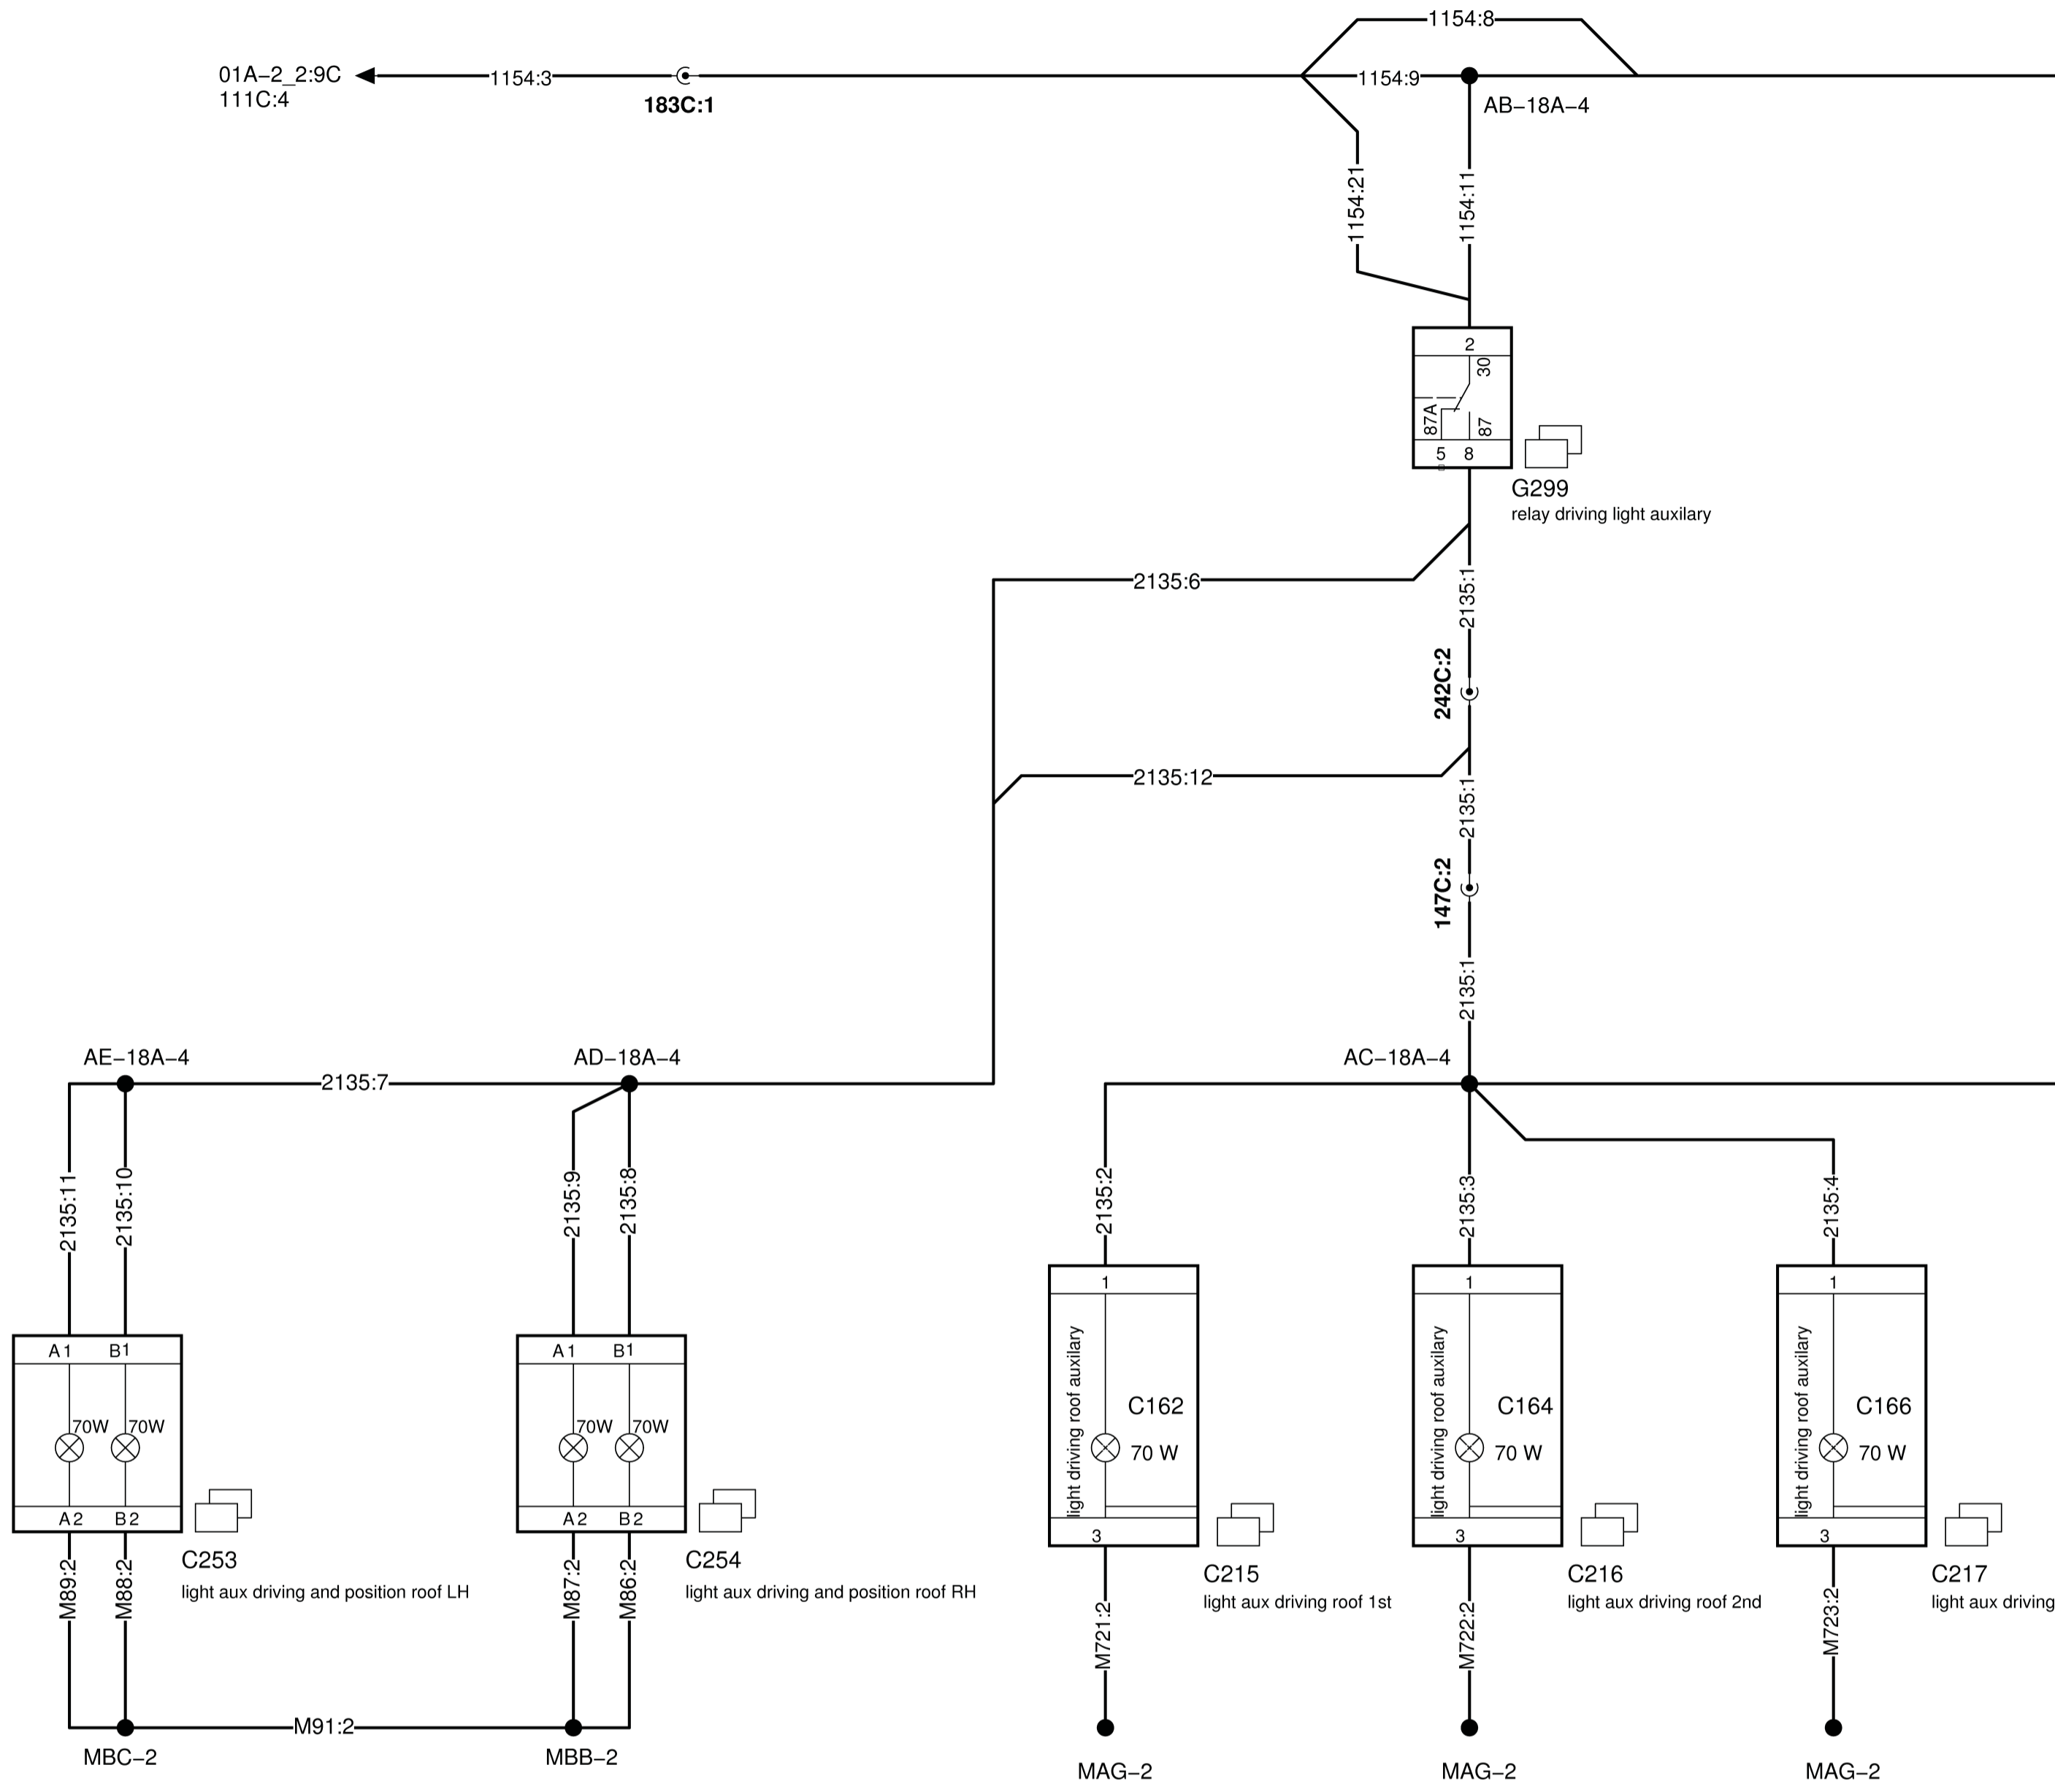 1154:8
01A–2_2:9C
111C:4
1154:3
183C:1
1154:9
AB–18A–4
1154:21
1154:11
2
30
87A
87
5 8
G299
relay driving light auxilary
2135:6
2135:1
242C:2
2135:12
2135:1
147C:2
2135:1
AE–18A–4
2135:7
AD–18A–4
AC–18A–4
2135:11
2135:10
2135:9
2135:8
2135:2
2135:3
2135:4
A1 B1
70W 70W
A2 B2
C253
light aux driving and position roof LH
A1 B1
70W 70W
A2 B2
C254
light aux driving and position roof RH
1
light driving roof auxilary
C162
70 W
3
C215
light aux driving roof 1st
1
light driving roof auxilary
C164
70 W
3
C216
light aux driving roof 2nd
1
light driving roof auxilary
C166
70 W
3
C217
light aux driving
M89:2
M88:2
M87:2
M86:2
M721:2
M722:2
M723:2
M91:2
MBC–2
MBB–2
MAG–2
MAG–2
MAG–2